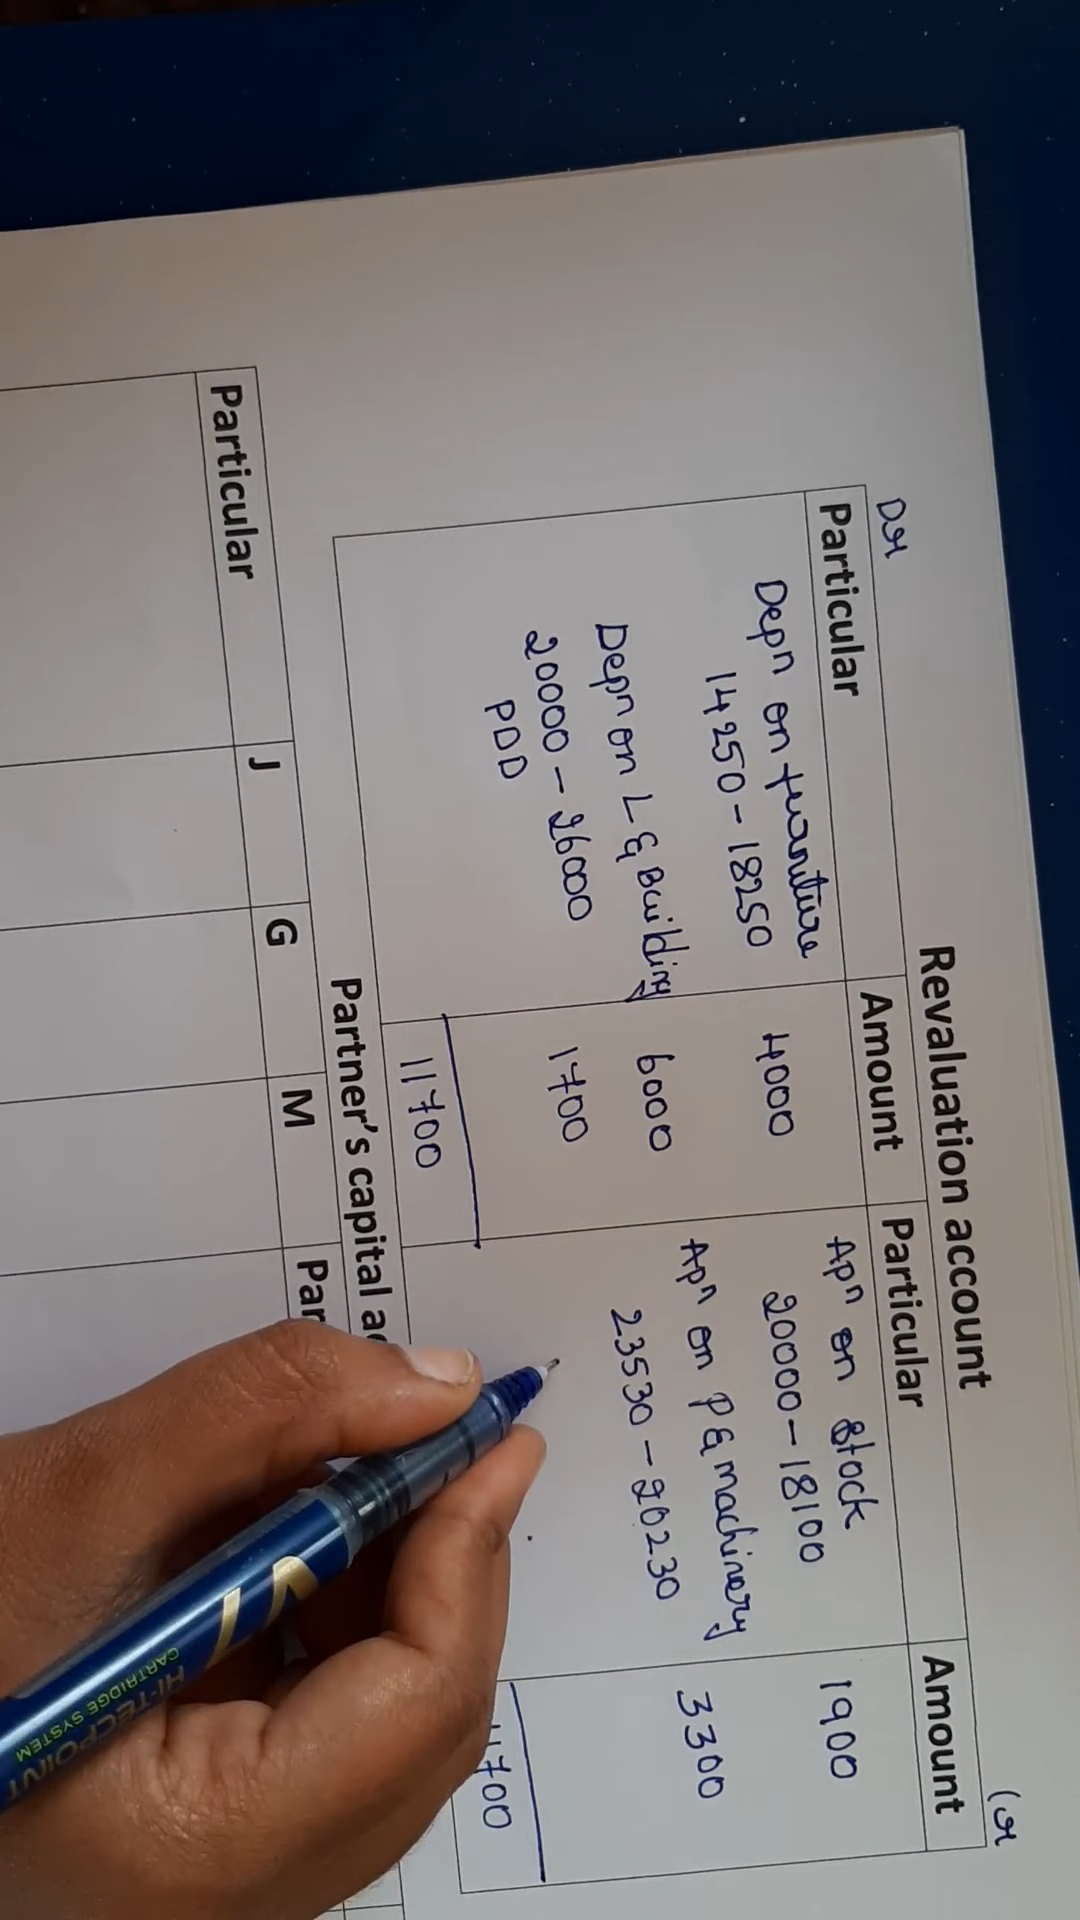 Revaluation account
Dr
Cr
Particular Amount Particular Amount
Depn on furniture 4000 Apn on stock 1900
14250-18250 20000-18100
Depn on L & Building 6000 Apn on P & machinery 3300
20000-26000 23530-20230
PDD 1700
11700 11700
Partner's capital
Particular J G M Par
HI-TECPOINT
CARTRIDGE SYSTEM